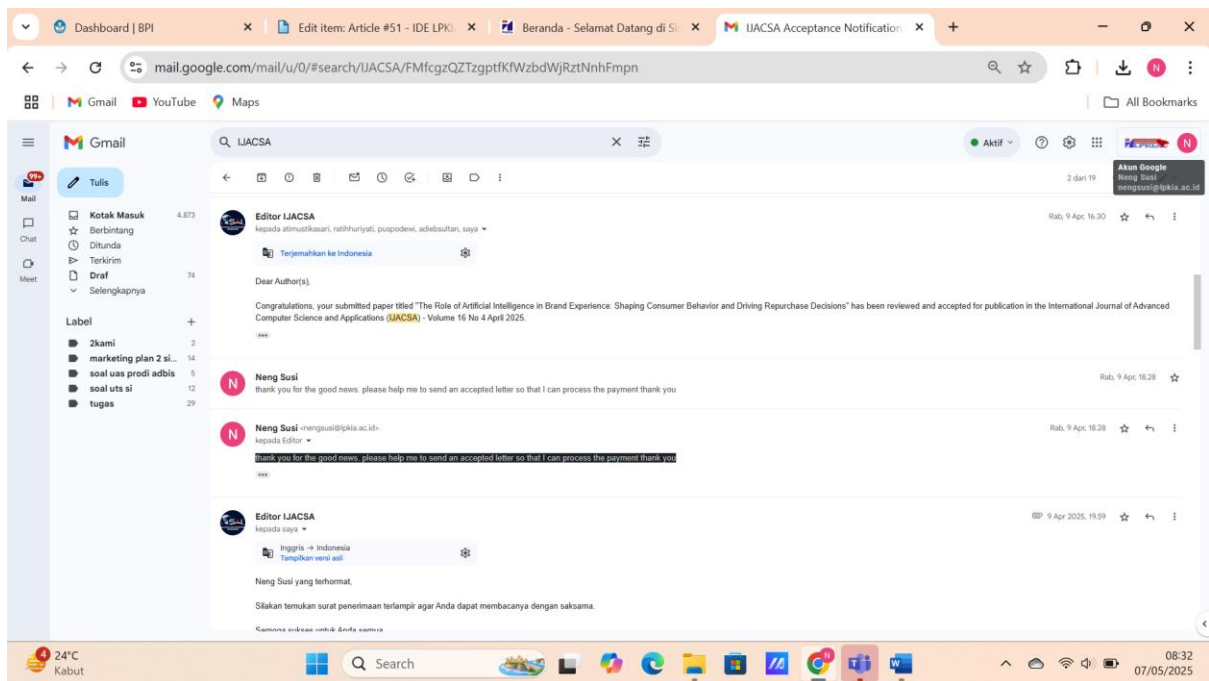 Dashboard | BPI
Edit item: Article #51 - IDE LPKI
Beranda - Selamat Datang di Si
IJACSA Acceptance Notification
mail.google.com/mail/u/0/#search/IJACSA/FMfcgzQZTzgptfKfWzbdWjRztNnhFmpn
N
Gmail
YouTube
Maps
All Bookmarks
Gmail
IJACSA
Aktif
N
Akun Google
Neng Susi
nengsusi@lpkia.ac.id
99+
Mail
Chat
Meet
Tulis
2 dari 19
Kotak Masuk 4.873
Berbintang
Ditunda
Terkirim
Draf 74
Selengkapnya
Label +
2kami 2
marketing plan 2 si... 14
soal uas prodi adbis 5
soal uts si 12
tugas 29
Editor IJACSA
Rab, 9 Apr, 16.30
kepada atimustikasari, ratihhuriyati, puspodewi, adiebsultan, saya
Terjemahkan ke Indonesia
Dear Author(s),
Congratulations, your submitted paper titled "The Role of Artificial Intelligence in Brand Experience: Shaping Consumer Behavior and Driving Repurchase Decisions" has been reviewed and accepted for publication in the International Journal of Advanced
Computer Science and Applications (IJACSA) - Volume 16 No 4 April 2025.
N
Neng Susi
Rab, 9 Apr, 18.28
thank you for the good news. please help me to send an accepted letter so that I can process the payment thank you
N
Neng Susi <nengsusi@lpkia.ac.id>
Rab, 9 Apr, 18.28
kepada Editor
thank you for the good news. please help me to send an accepted letter so that I can process the payment thank you
Editor IJACSA
9 Apr 2025, 19.59
kepada saya
Inggris → Indonesia
Tampilkan versi asli
Neng Susi yang terhormat,
Silakan temukan surat penerimaan terlampir agar Anda dapat membacanya dengan saksama.
Semoga sukses untuk Anda semua
4
24°C
Kabut
Search
08:32
07/05/2025